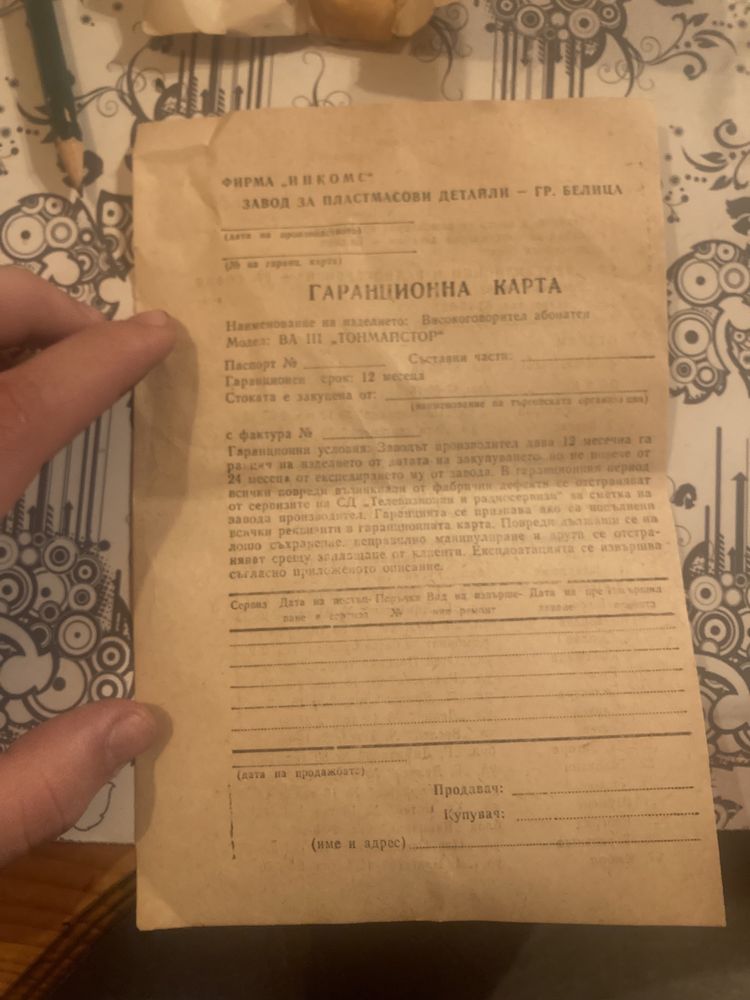 ФИРМА „ИНКОМС“
ЗАВОД ЗА ПЛАСТМАСОВИ ДЕТАЙЛИ — ГР. БЕЛИЦА
(дата на производството)
(№ на гаранц. карта)
ГАРАНЦИОННА КАРТА
Наименование на изделието: Високоговорител абонатен
Модел: ВА III „ТОНМАЙСТОР“
Паспорт № Съставни части:
Гаранционен срок: 12 месеца
Стоката е закупена от:
(наименование на търговската организация)
с фактура №
Гаранционни условия: Заводът производител дава 12 месечна га
ранция на изделието от датата на закупуването, но не повече от
24 месеца от експедирането му от завода. В гаранционния период
всички повреди възникнали от фабрични дефекти се отстраняват
от сервизите на СД „Телевизионни и радиосервизи“ за сметка на
завода производител. Гаранцията се признава ако са попълнени
всички реквизити в гаранционната карта. Повреди дължащи се на
лошо съхранение, неправилно манипулиране и други се отстра-
няват срещу заплащане от клиента. Експлоатацията се извършва
съгласно приложеното описание.
Сервиз Дата на постъп- Поръчка Вид на извърше- Дата на пре- Извършил
ване в сервиза № ния ремонт даване ремонта
(дата на продажбата)
Продавач:
Купувач:
(име и адрес)